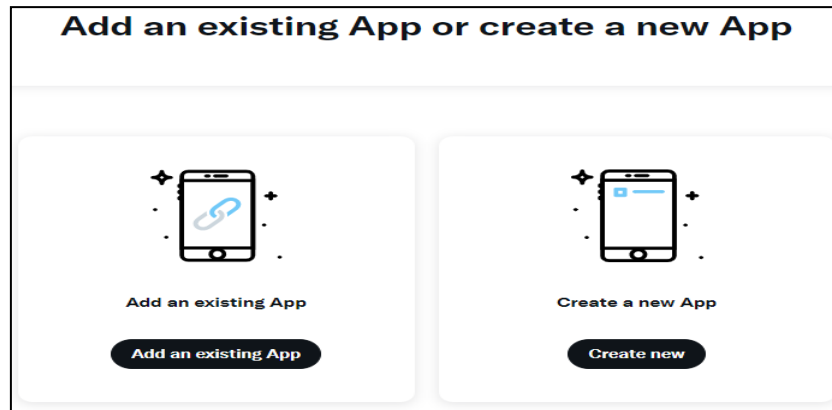 Add an existing App or create a new App
Add an existing App
Add an existing App
Create a new App
Create new